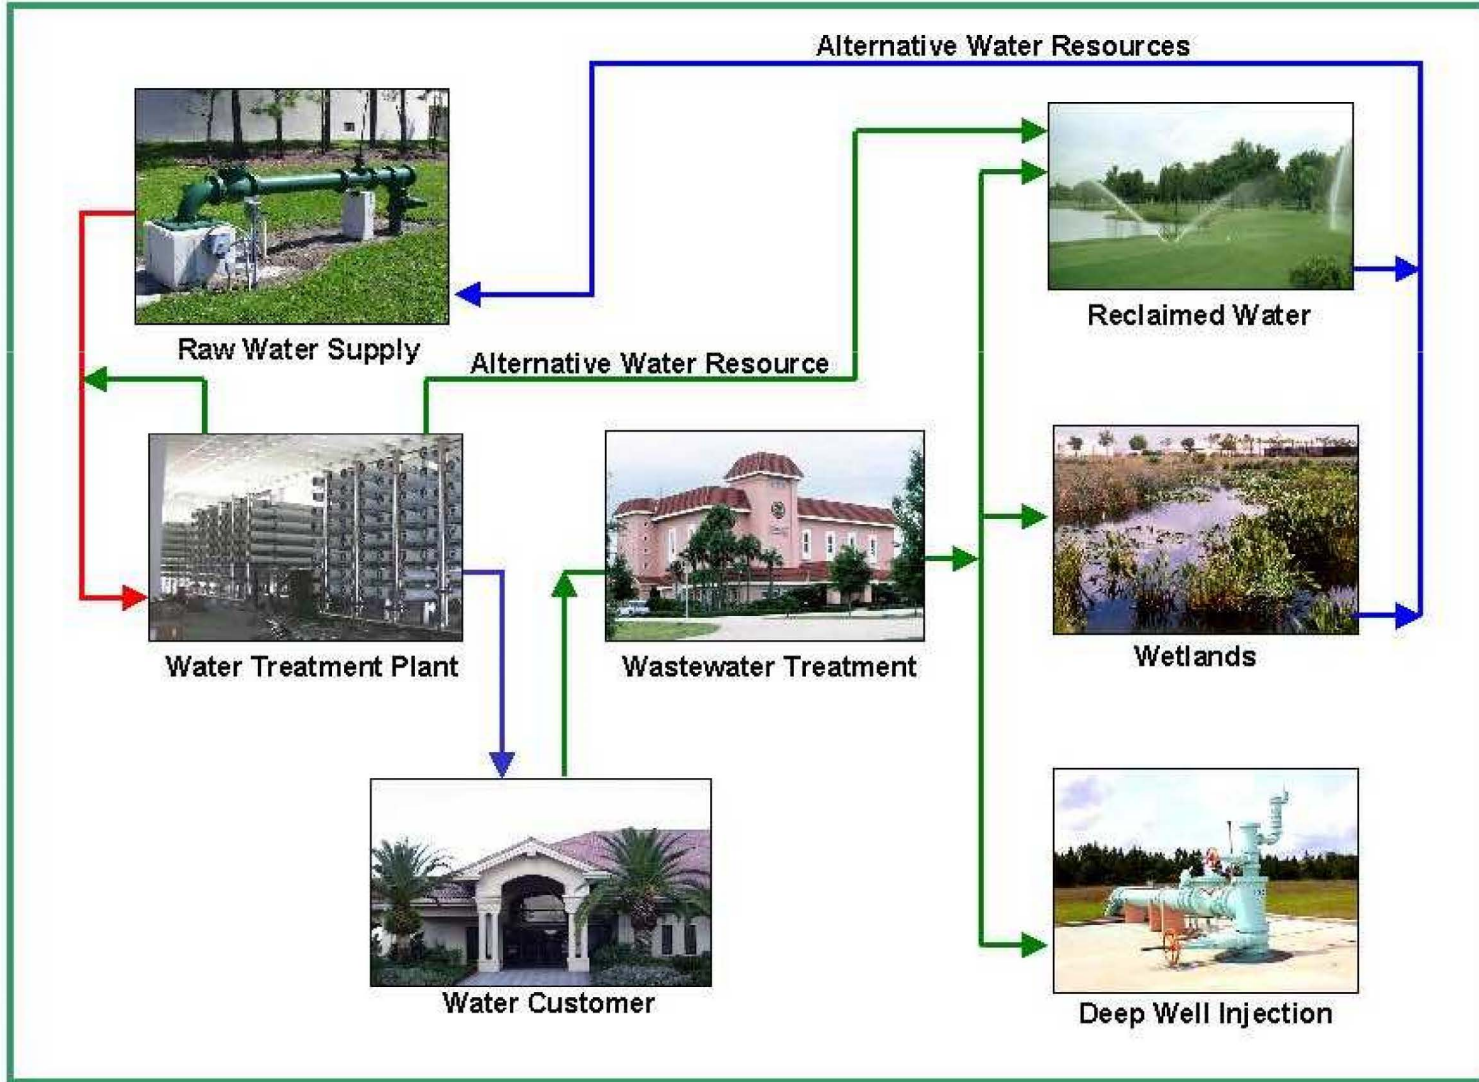 Alternative Water Resources
Raw Water Supply
Reclaimed Water
Alternative Water Resource
Water Treatment Plant
Wastewater Treatment
Wetlands
Water Customer
Deep Well Injection